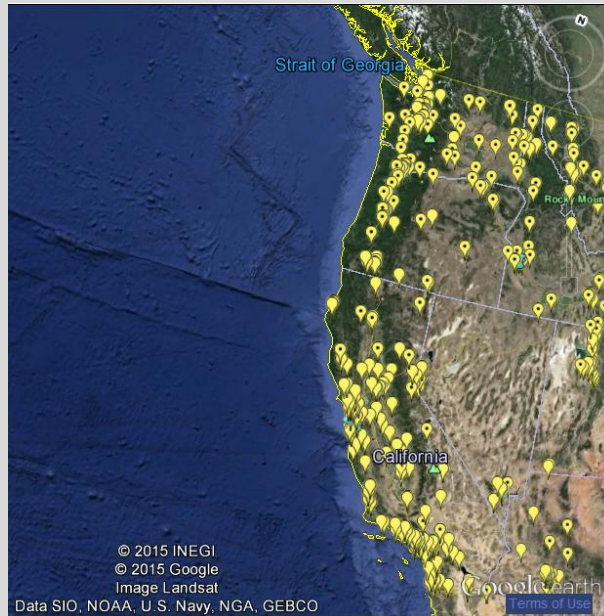 N
Strait of Georgia
Rocky Moun
California
© 2015 INEGI
© 2015 Google
Image Landsat
Data SIO, NOAA, U.S. Navy, NGA, GEBCO
Google earth
Terms of Use